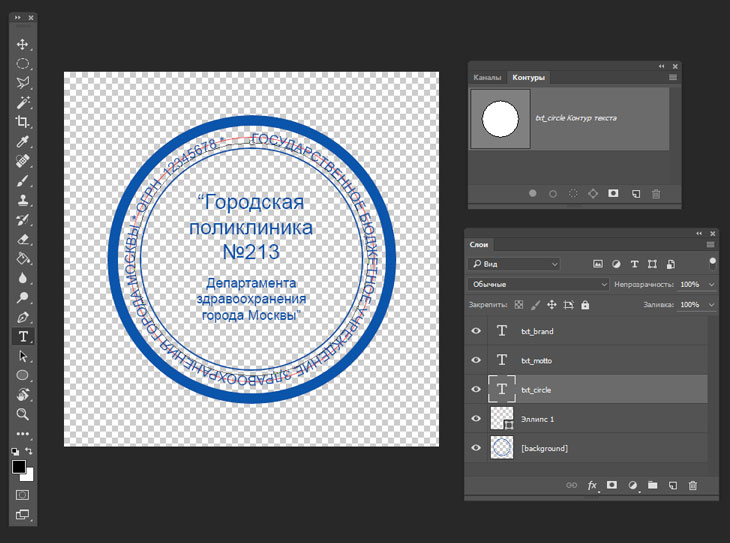 ГОСУДАРСТВЕННОЕ БЮДЖЕТНОЕ УЧРЕЖДЕНИЕ ЗДРАВООХРАНЕНИЯ ГОРОДА МОСКВЫ * ОГРН 12345678 *
“Городская
поликлиника
№213
Департамента
здравоохранения
города Москвы”
Каналы Контуры
txt_circle Контур текста
Слои
Вид
Обычные Непрозрачность: 100%
Закрепить: Заливка: 100%
T txt_brand
T txt_motto
T txt_circle
Эллипс 1
[background]
fx